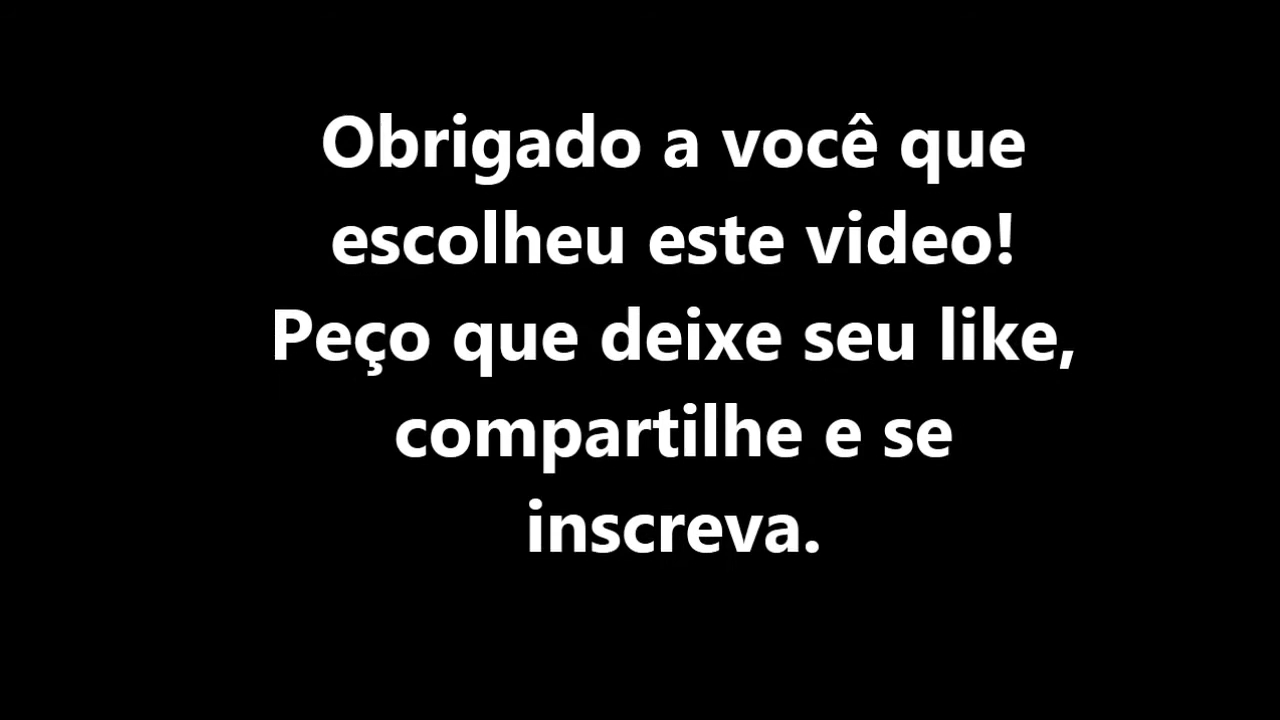 Obrigado a você que
escolheu este video!
Peço que deixe seu like,
compartilhe e se
inscreva.